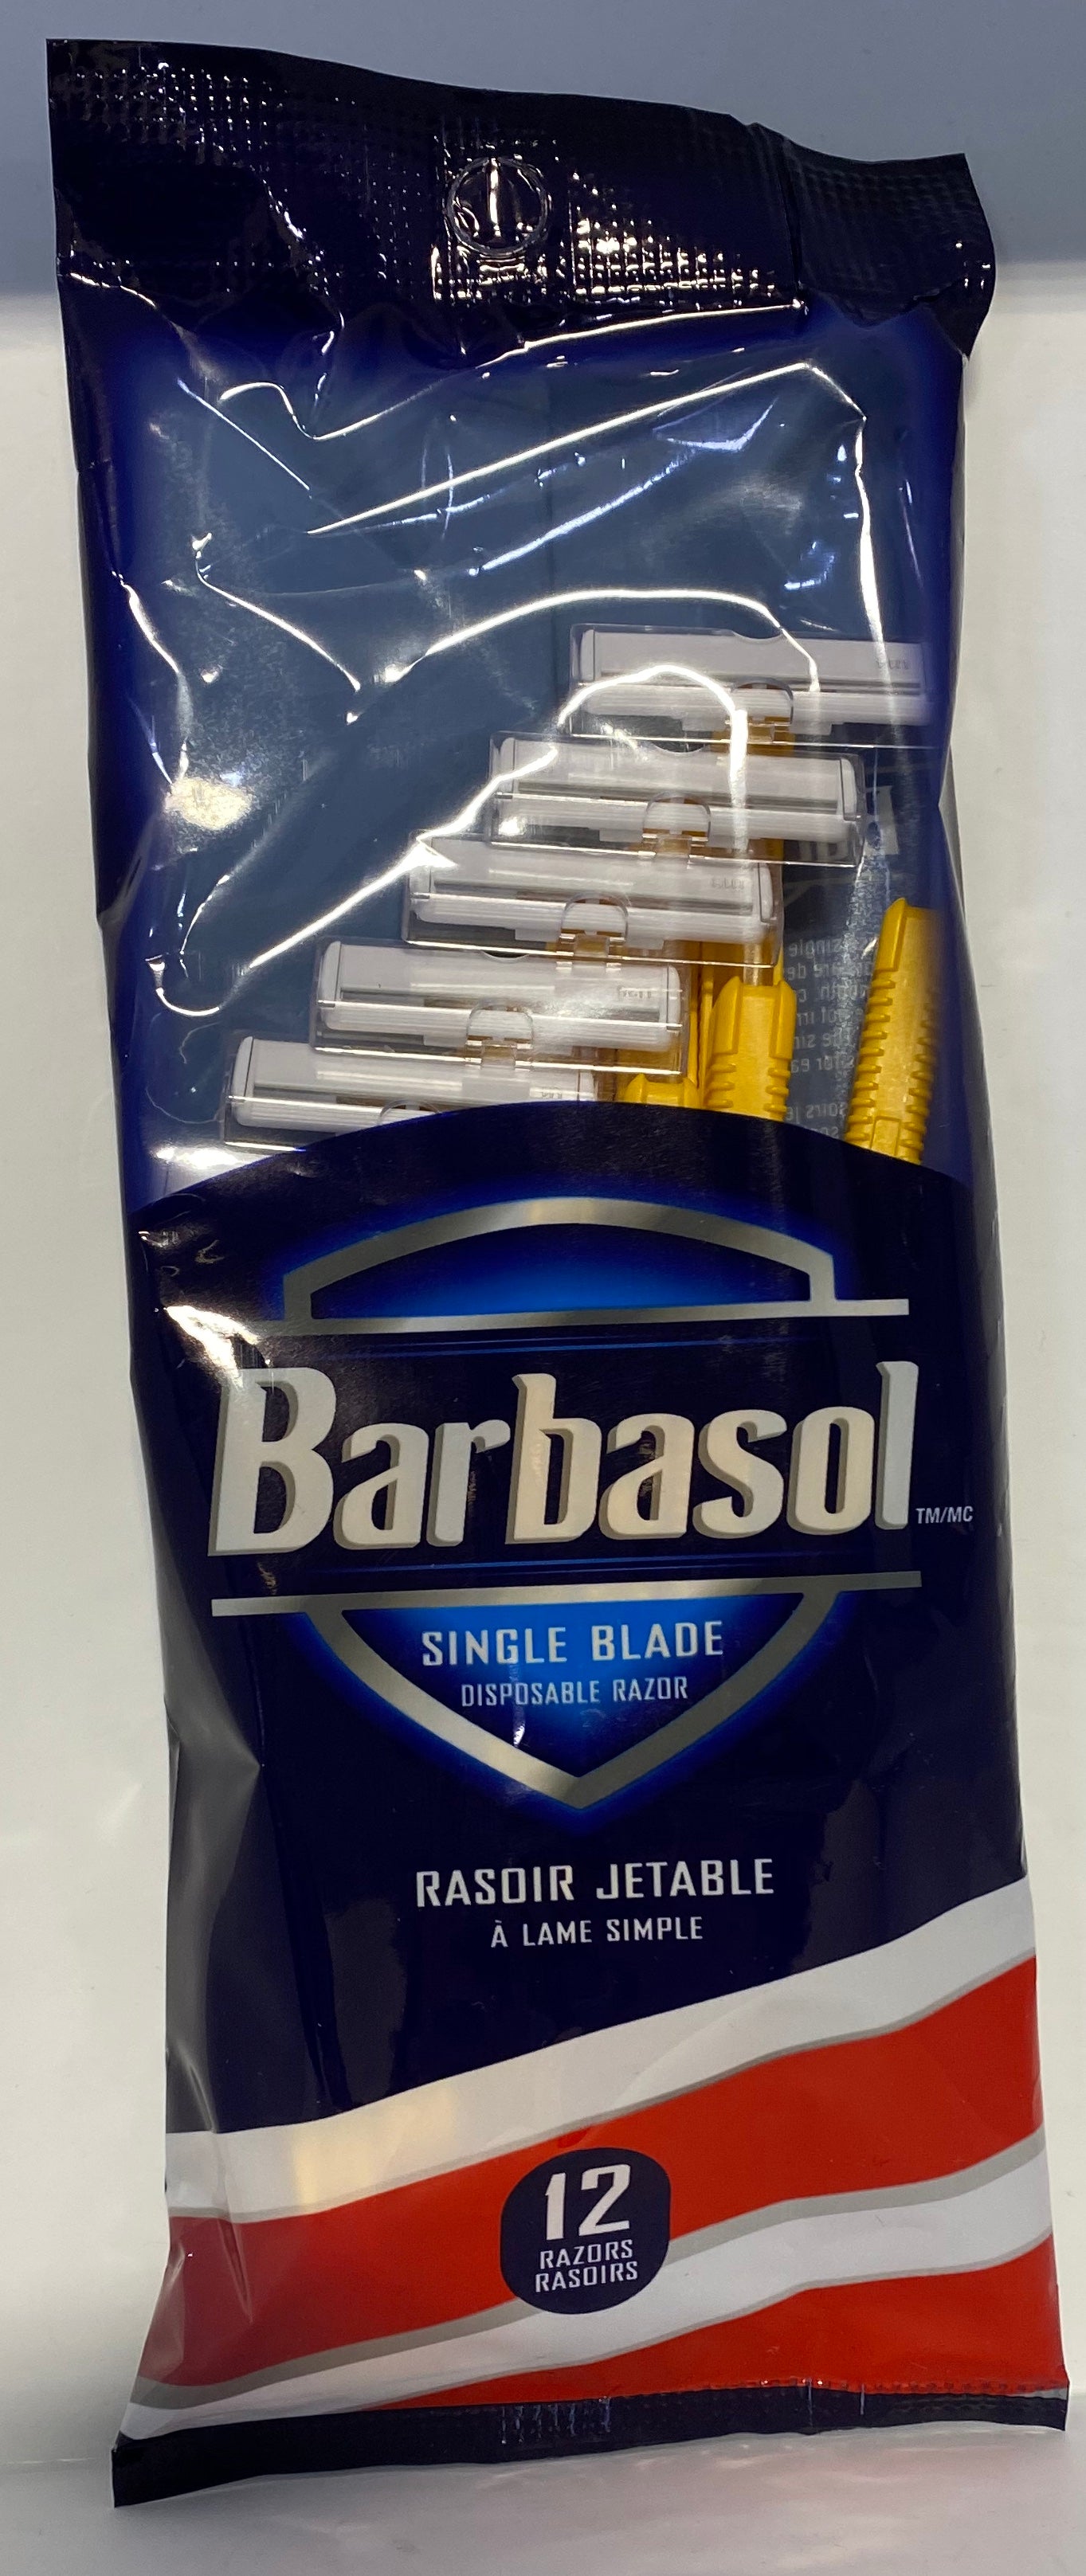 Barbasol
TM/MC
SINGLE BLADE
DISPOSABLE RAZOR
RASOIR JETABLE
À LAME SIMPLE
12
RAZORS
RASOIRS